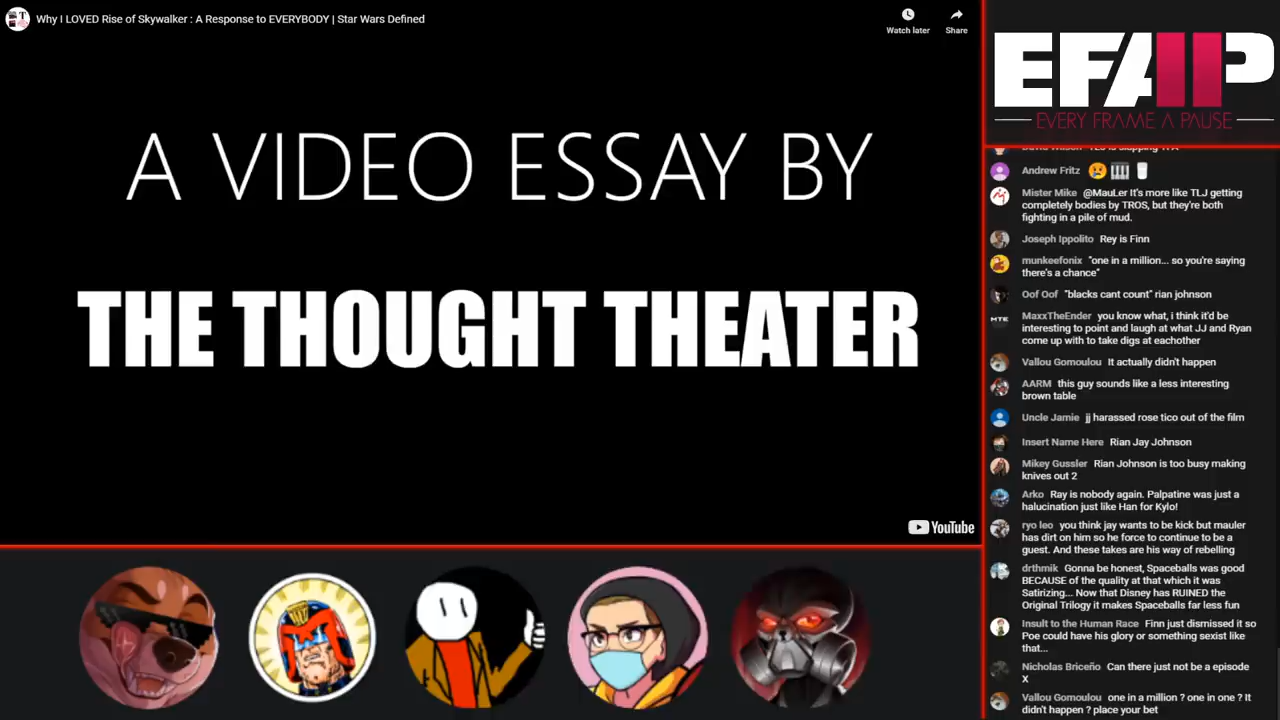 Why I LOVED Rise of Skywalker : A Response to EVERYBODY | Star Wars Defined
Watch later
Share
A VIDEO ESSAY BY
THE THOUGHT THEATER
YouTube
EFAP
EVERY FRAME A PAUSE
Andrew Fritz
Mister Mike @MauLer It's more like TLJ getting
completely bodies by TROS, but they're both
fighting in a pile of mud.
Joseph Ippolito Rey is Finn
munkeefonix "one in a million... so you're saying
there's a chance"
Oof Oof "blacks cant count" rian johnson
MTE
MaxxTheEnder you know what, i think it'd be
interesting to point and laugh at what JJ and Ryan
come up with to take digs at eachother
Vallou Gomoulou It actually didn't happen
AARM this guy sounds like a less interesting
brown table
Uncle Jamie jj harassed rose tico out of the film
Insert Name Here Rian Jay Johnson
Mikey Gussler Rian Johnson is too busy making
knives out 2
Arko Ray is nobody again. Palpatine was just a
halucination just like Han for Kylo!
ryo leo you think jay wants to be kick but mauler
has dirt on him so he force to continue to be a
guest. And these takes are his way of rebelling
drthmik Gonna be honest, Spaceballs was good
BECAUSE of the quality at that which it was
Satirizing... Now that Disney has RUINED the
Original Trilogy it makes Spaceballs far less fun
Insult to the Human Race Finn just dismissed it so
Poe could have his glory or something sexist like
that...
Nicholas Briceño Can there just not be a episode
X
Vallou Gomoulou one in a million ? one in one ? It
didn't happen ? place your bet